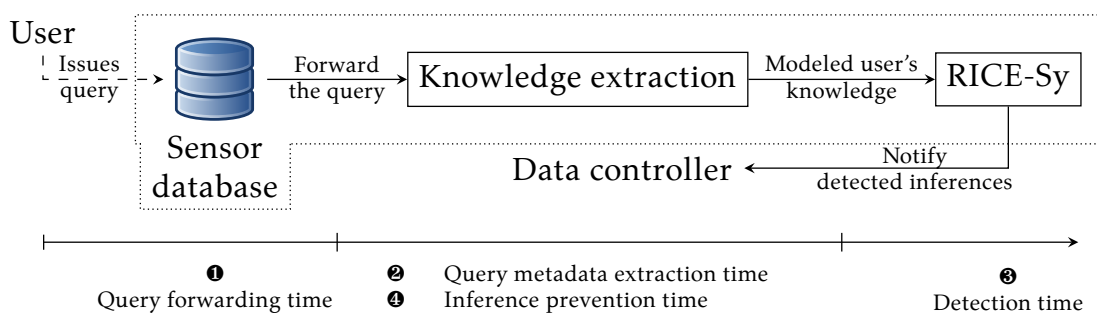 User
Issues
query
Sensor
database
Forward
the query
Knowledge extraction
Modeled user's
knowledge
RICE-Sy
Notify
detected inferences
Data controller
❶
Query forwarding time
❷ Query metadata extraction time
❹ Inference prevention time
❸
Detection time